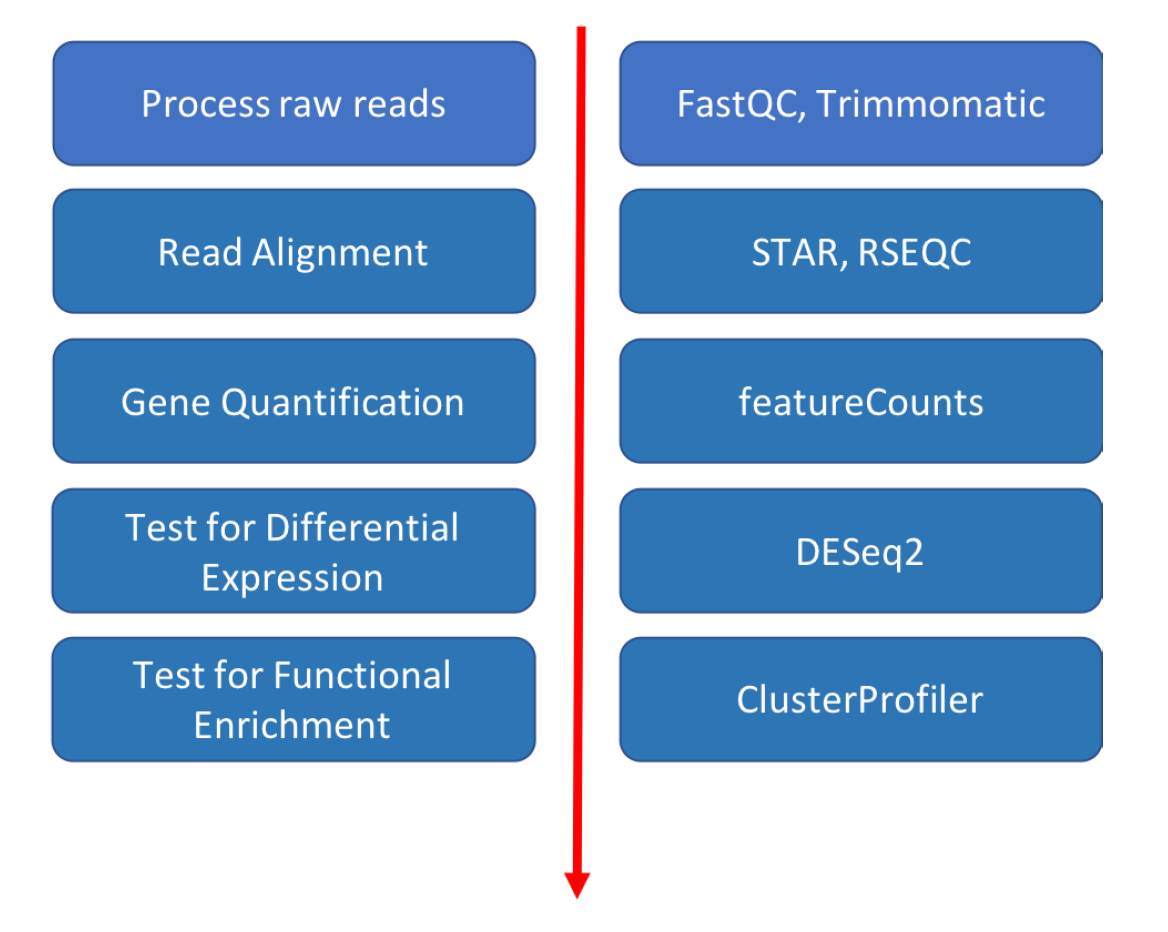 Process raw reads
FastQC, Trimmomatic
Read Alignment
STAR, RSEQC
Gene Quantification
featureCounts
Test for Differential
Expression
DESeq2
Test for Functional
Enrichment
ClusterProfiler